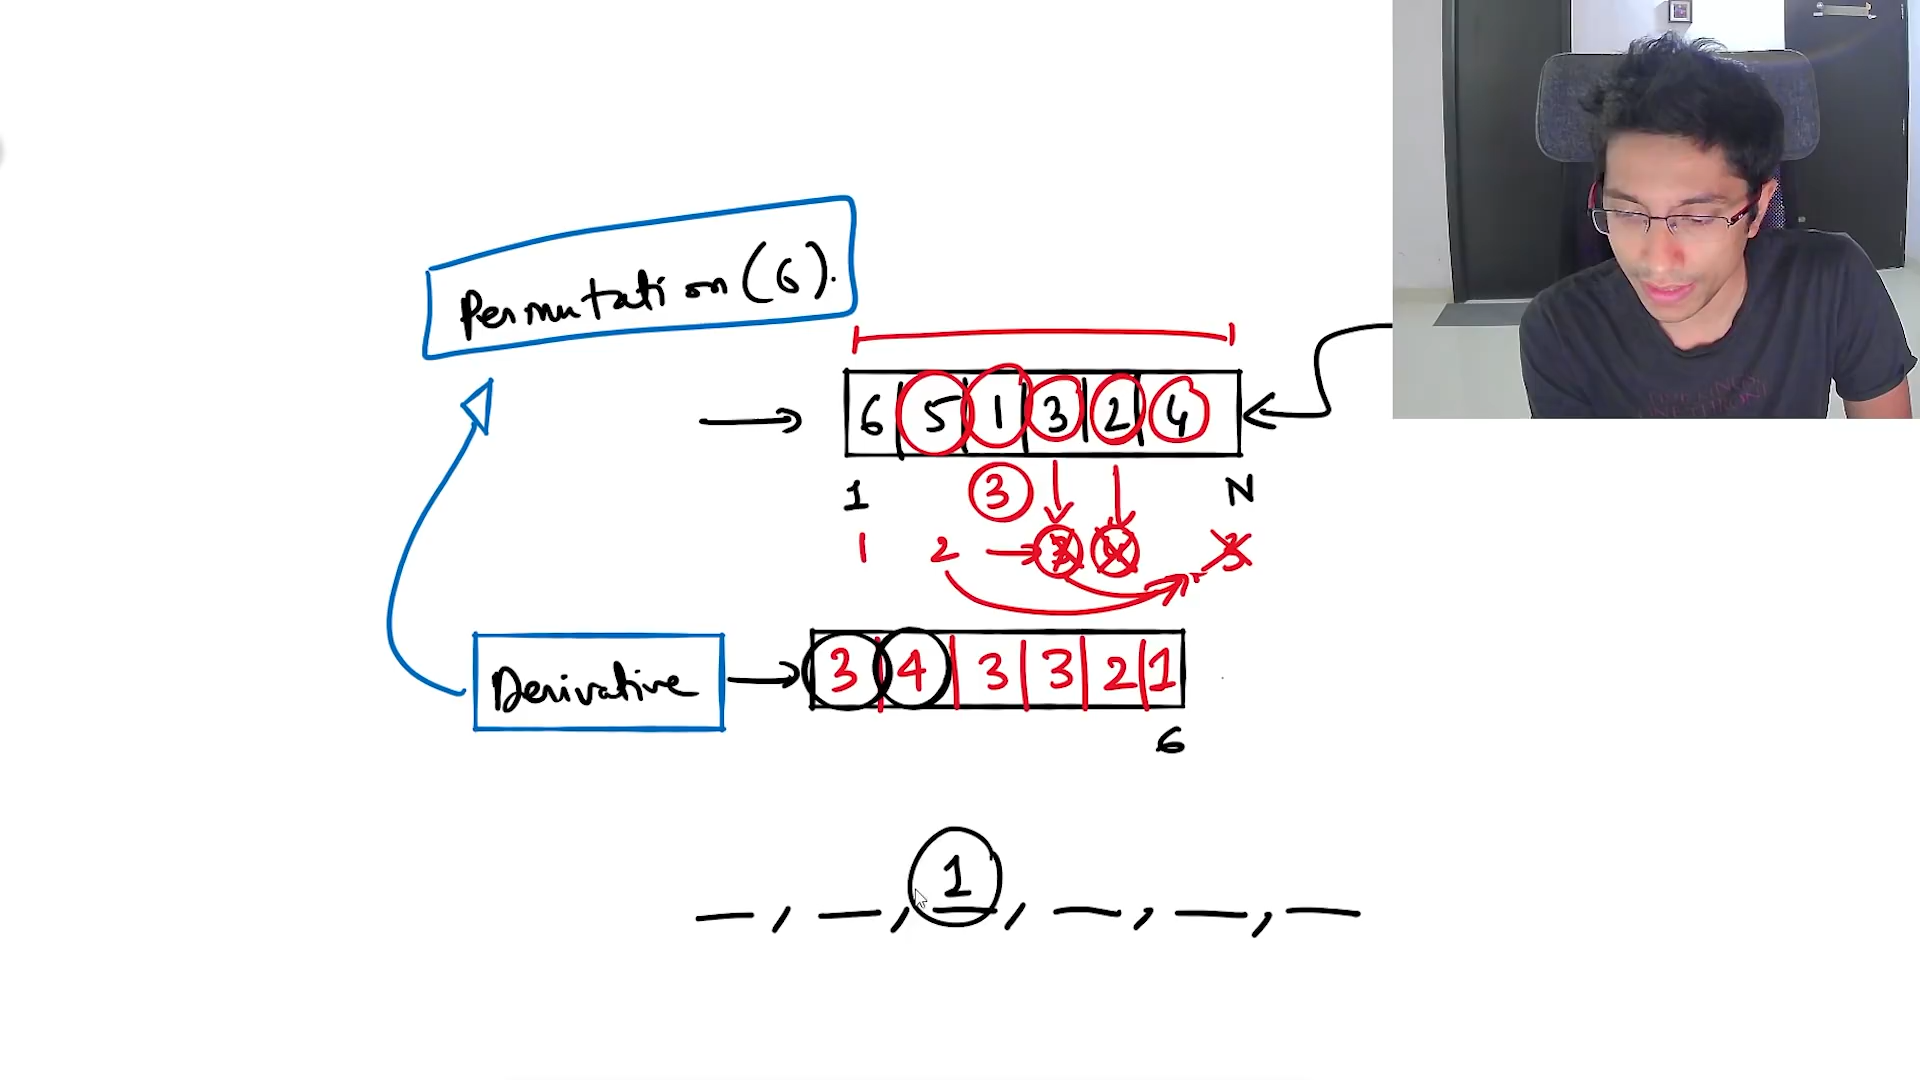 Permutation (6).
6 5 1 3 2 4
1 3 N
1 2
Derivative 3 4 3 3 2 1
6
1
_ , _ , _ , _ , _ , _